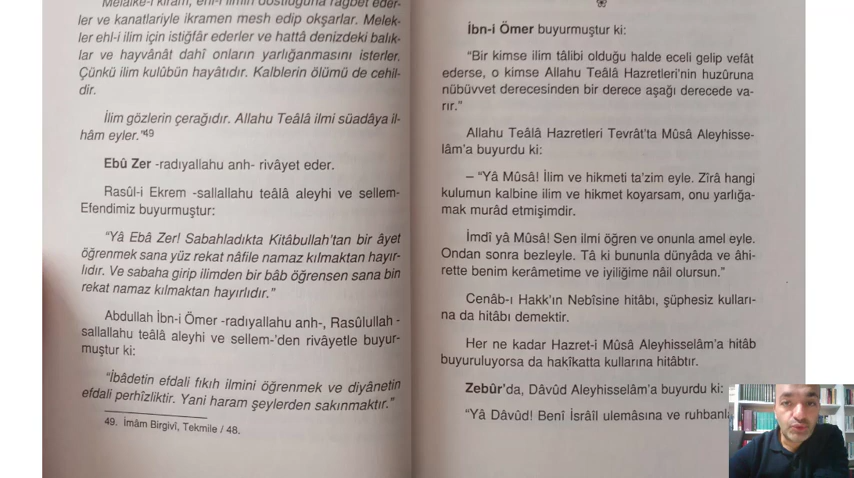 Melâike-i kiram, ehl-i ilmin dostluğuna rağbet eder-
ler ve kanatlariyle ikramen mesh edip okşarlar. Melek-
ler ehl-i ilim için istiğfâr ederler ve hattâ denizdeki balık-
lar ve hayvânât dahî onların yarlığanmasını isterler.
Çünkü ilim kulûbün hayâtıdır. Kalblerin ölümü de cehil-
dir.
İlim gözlerin çerağıdır. Allahu Teâlâ ilmi süadâya il-
hâm eyler.”49
Ebû Zer -radıyallahu anh- rivâyet eder.
Rasûl-i Ekrem -sallallahu teâlâ aleyhi ve sellem-
Efendimiz buyurmuştur:
“Yâ Ebâ Zer! Sabahladıkta Kitâbullah’tan bir âyet
öğrenmek sana yüz rekat nâfile namaz kılmaktan hayır-
lıdır. Ve sabaha girip ilimden bir bâb öğrensen sana bin
rekat namaz kılmaktan hayırlıdır.”
Abdullah İbn-i Ömer -radıyallahu anh-, Rasûlullah -
sallallahu teâlâ aleyhi ve sellem-’den rivâyetle buyur-
muştur ki:
“İbâdetin efdali fıkıh ilmini öğrenmek ve diyânetin
efdali perhîzliktir. Yani haram şeylerden sakınmaktır.”
49. İmâm Birgivî, Tekmile / 48.
İbn-i Ömer buyurmuştur ki:
“Bir kimse ilim tâlibi olduğu halde eceli gelip vefât
ederse, o kimse Allahu Teâlâ Hazretleri’nin huzûruna
nübüvvet derecesinden bir derece aşağı derecede va-
rır.”
Allahu Teâlâ Hazretleri Tevrât’ta Mûsâ Aleyhisse-
lâm’a buyurdu ki:
– “Yâ Mûsâ! İlim ve hikmeti ta’zim eyle. Zîrâ hangi
kulumun kalbine ilim ve hikmet koyarsam, onu yarlığa-
mak murâd etmişimdir.
İmdî yâ Mûsâ! Sen ilmi öğren ve onunla amel eyle.
Ondan sonra bezleyle. Tâ ki bununla dünyâda ve âhi-
rette benim kerâmetime ve iyiliğime nâil olursun.”
Cenâb-ı Hakk’ın Nebîsine hitâbı, şüphesiz kulları-
na da hitâbı demektir.
Her ne kadar Hazret-i Mûsâ Aleyhisselâm’a hitâb
buyuruluyorsa da hakîkatta kullarına hitâbtır.
Zebûr’da, Dâvûd Aleyhisselâm’a buyurdu ki:
“Yâ Dâvûd! Benî İsrâîl ulemâsına ve